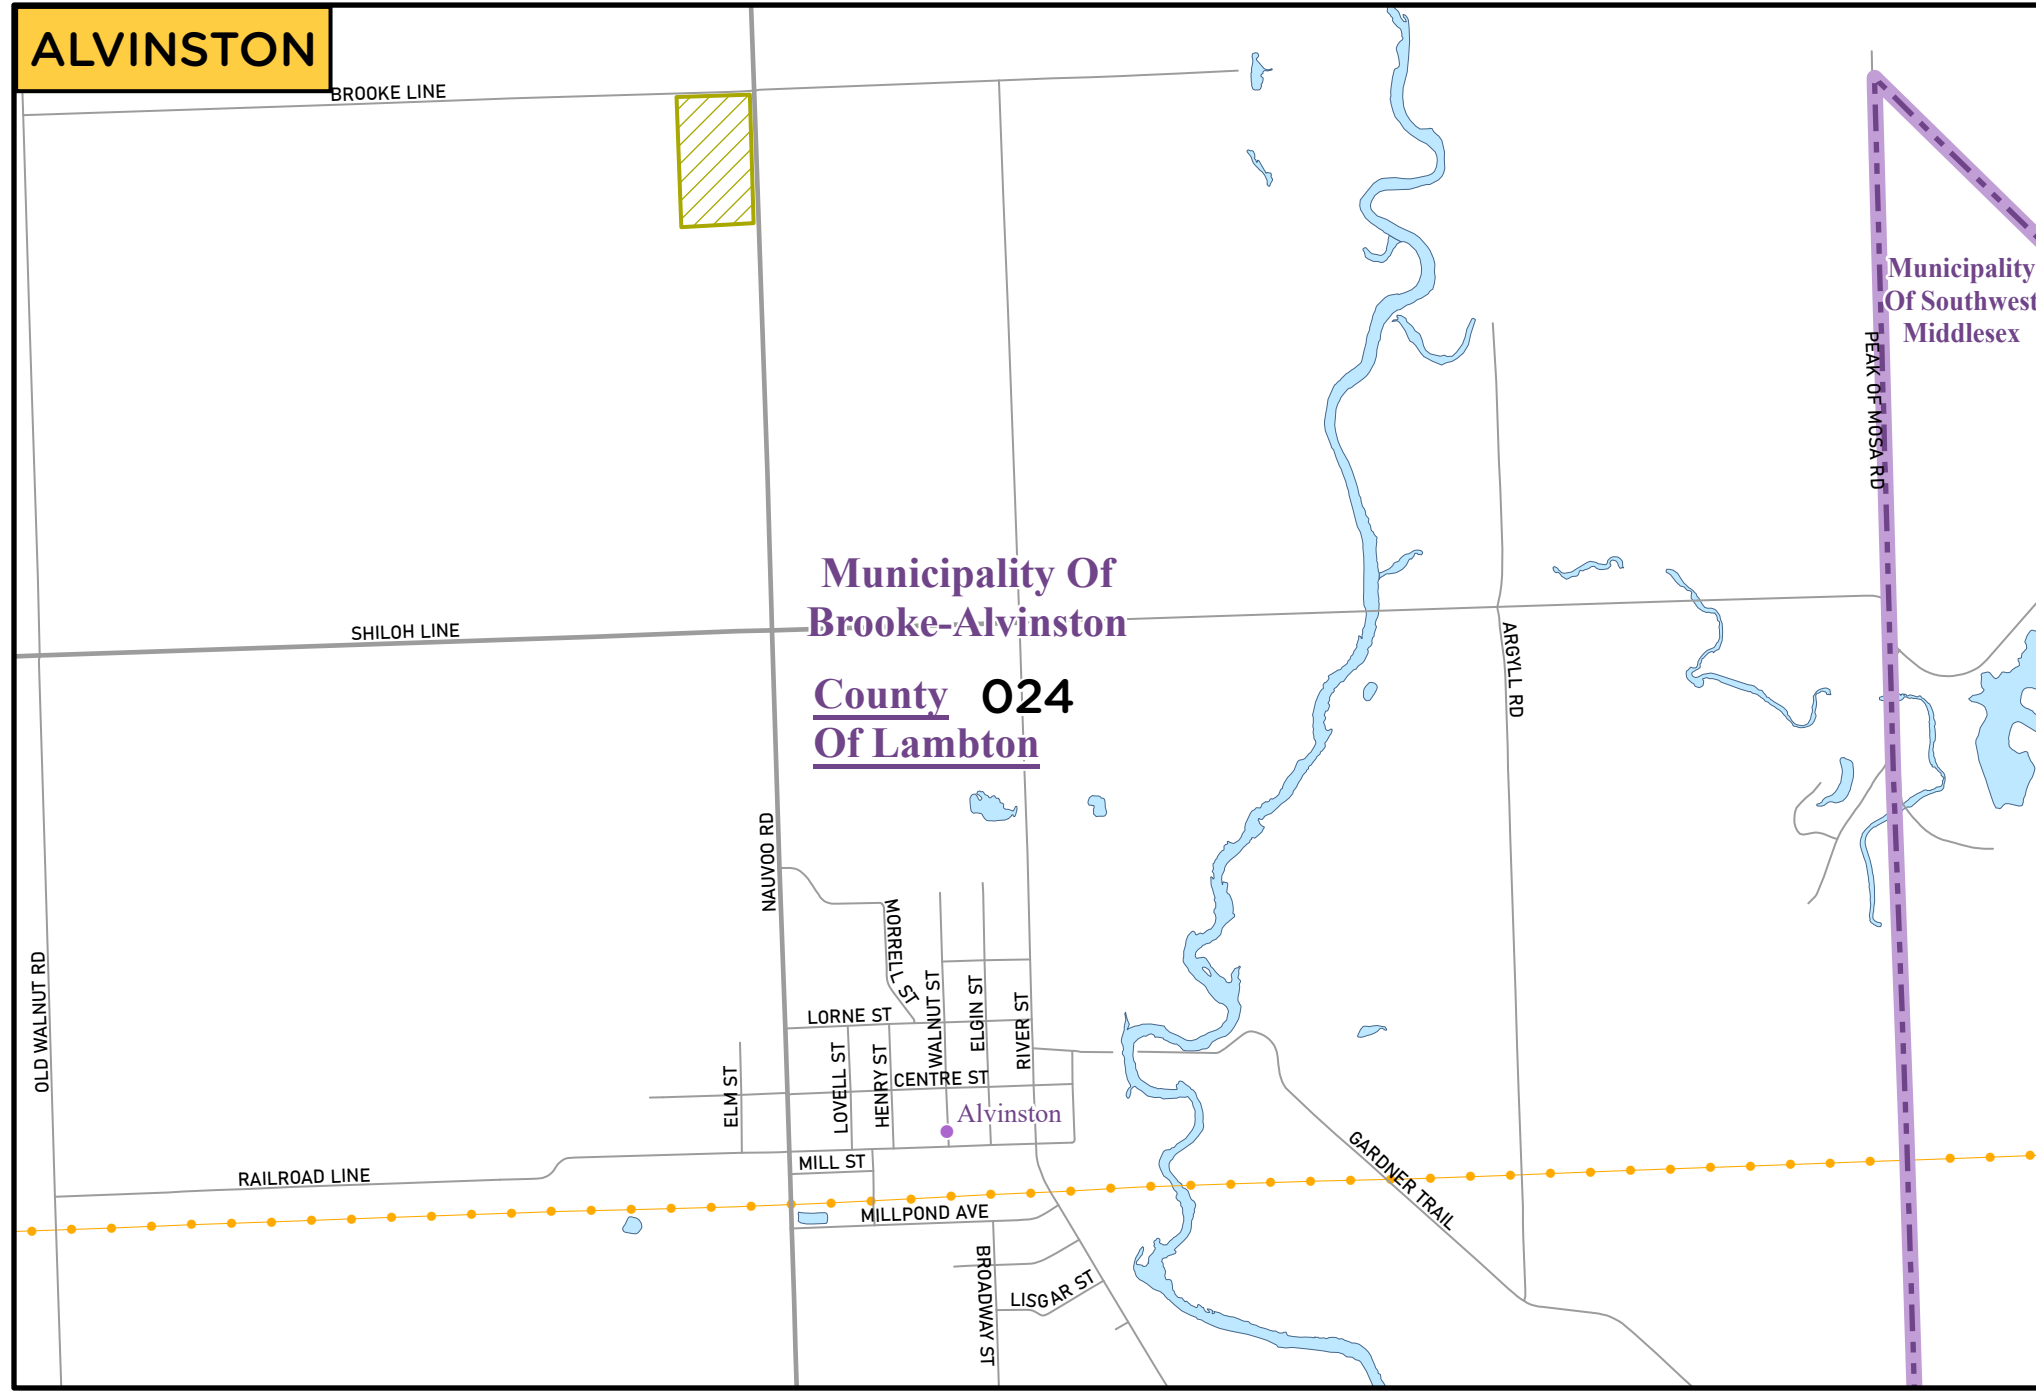 ALVINSTON
BROOKE LINE
Municipality
Of Southwest
Middlesex
PEAK OF MOSA RD
Municipality Of
Brooke-Alvinston
SHILOH LINE
ARGYLL RD
County 024
Of Lambton
NAUVOO RD
OLD WALNUT RD
MORRELL ST
WALNUT ST
ELGIN ST
RIVER ST
LORNE ST
LOVELL ST
HENRY ST
CENTRE ST
ELM ST
Alvinston
MILL ST
RAILROAD LINE
GARDNER TRAIL
MILLPOND AVE
BROADWAY ST
LISGAR ST